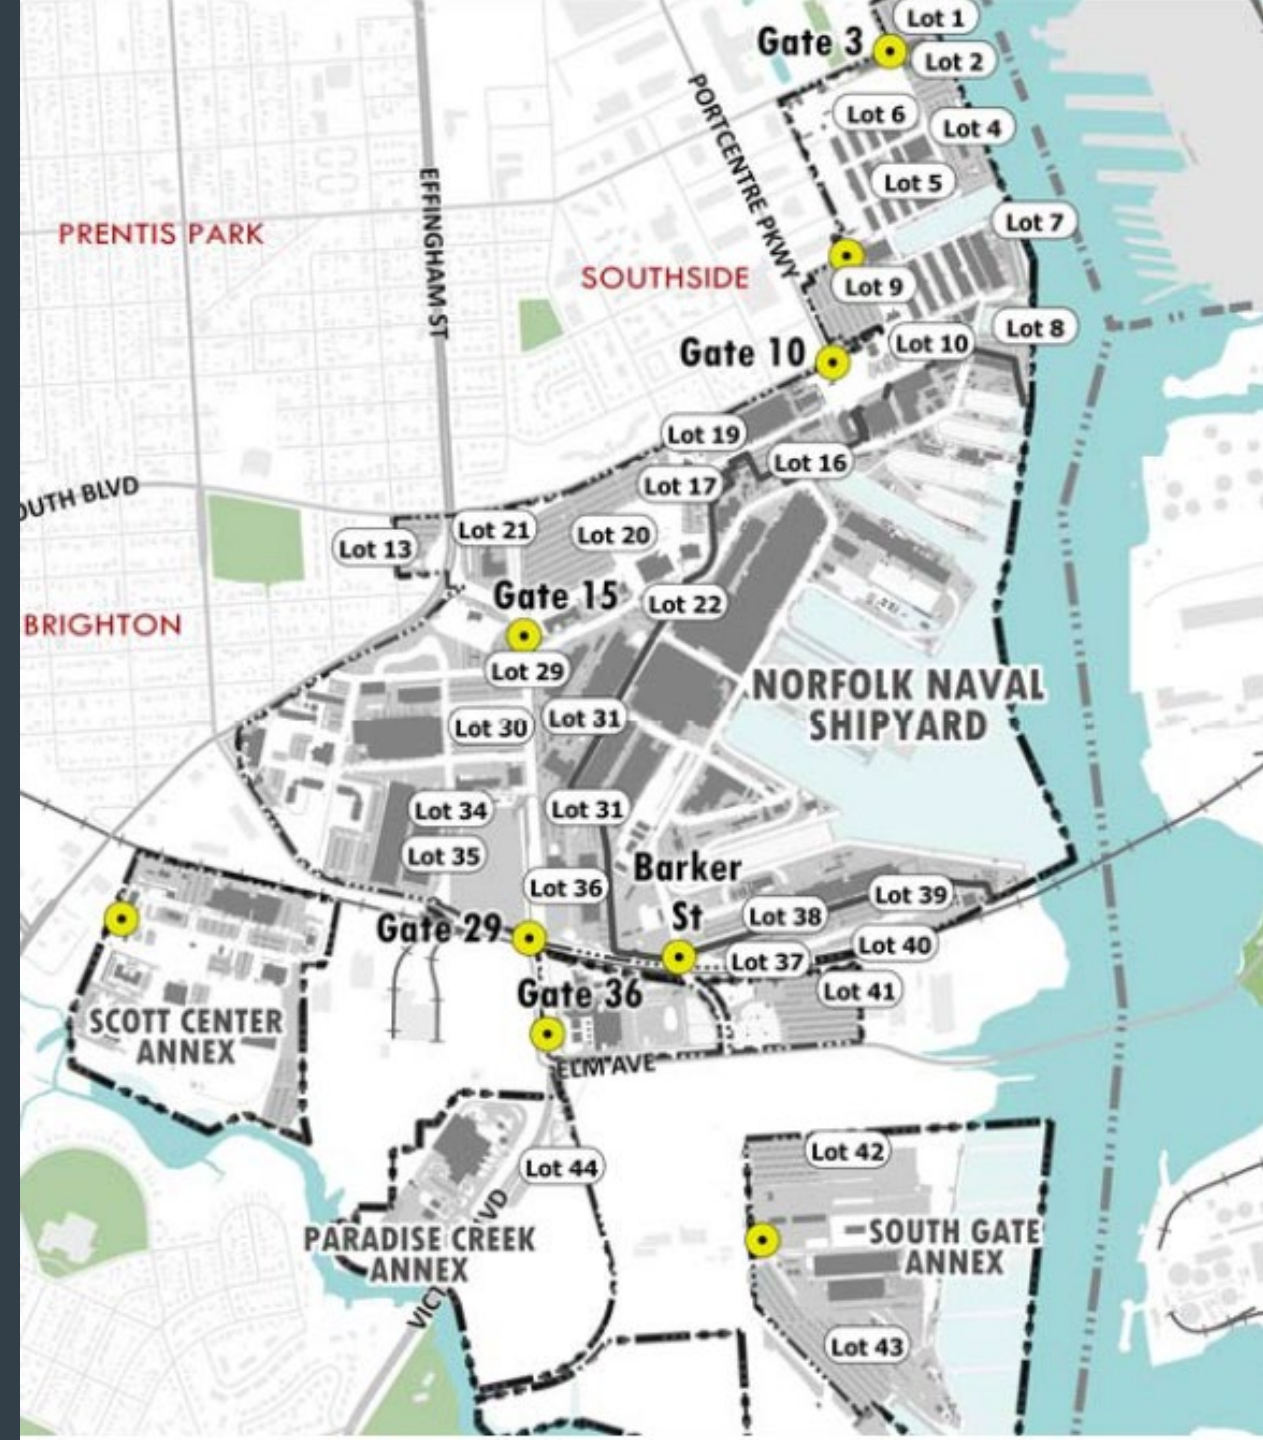 Lot 1
Gate 3
Lot 2
Lot 6
Lot 4
PORTCENTRE PKWY
Lot 5
EFFINGHAM ST
Lot 7
PRENTIS PARK
SOUTHSIDE
Lot 9
Lot 8
Lot 10
Gate 10
Lot 19
Lot 16
Lot 17
OUTH BLVD
Lot 21
Lot 20
Lot 13
Gate 15
Lot 22
BRIGHTON
Lot 29
NORFOLK NAVAL
SHIPYARD
Lot 30
Lot 31
Lot 34
Lot 31
Lot 35
Barker
St
Lot 36
Lot 39
Lot 38
Gate 29
Lot 40
Lot 37
Gate 36
Lot 41
SCOTT CENTER
ANNEX
ELM AVE
Lot 42
Lot 44
PARADISE CREEK
ANNEX
SOUTH GATE
ANNEX
VICT
LVD
Lot 43